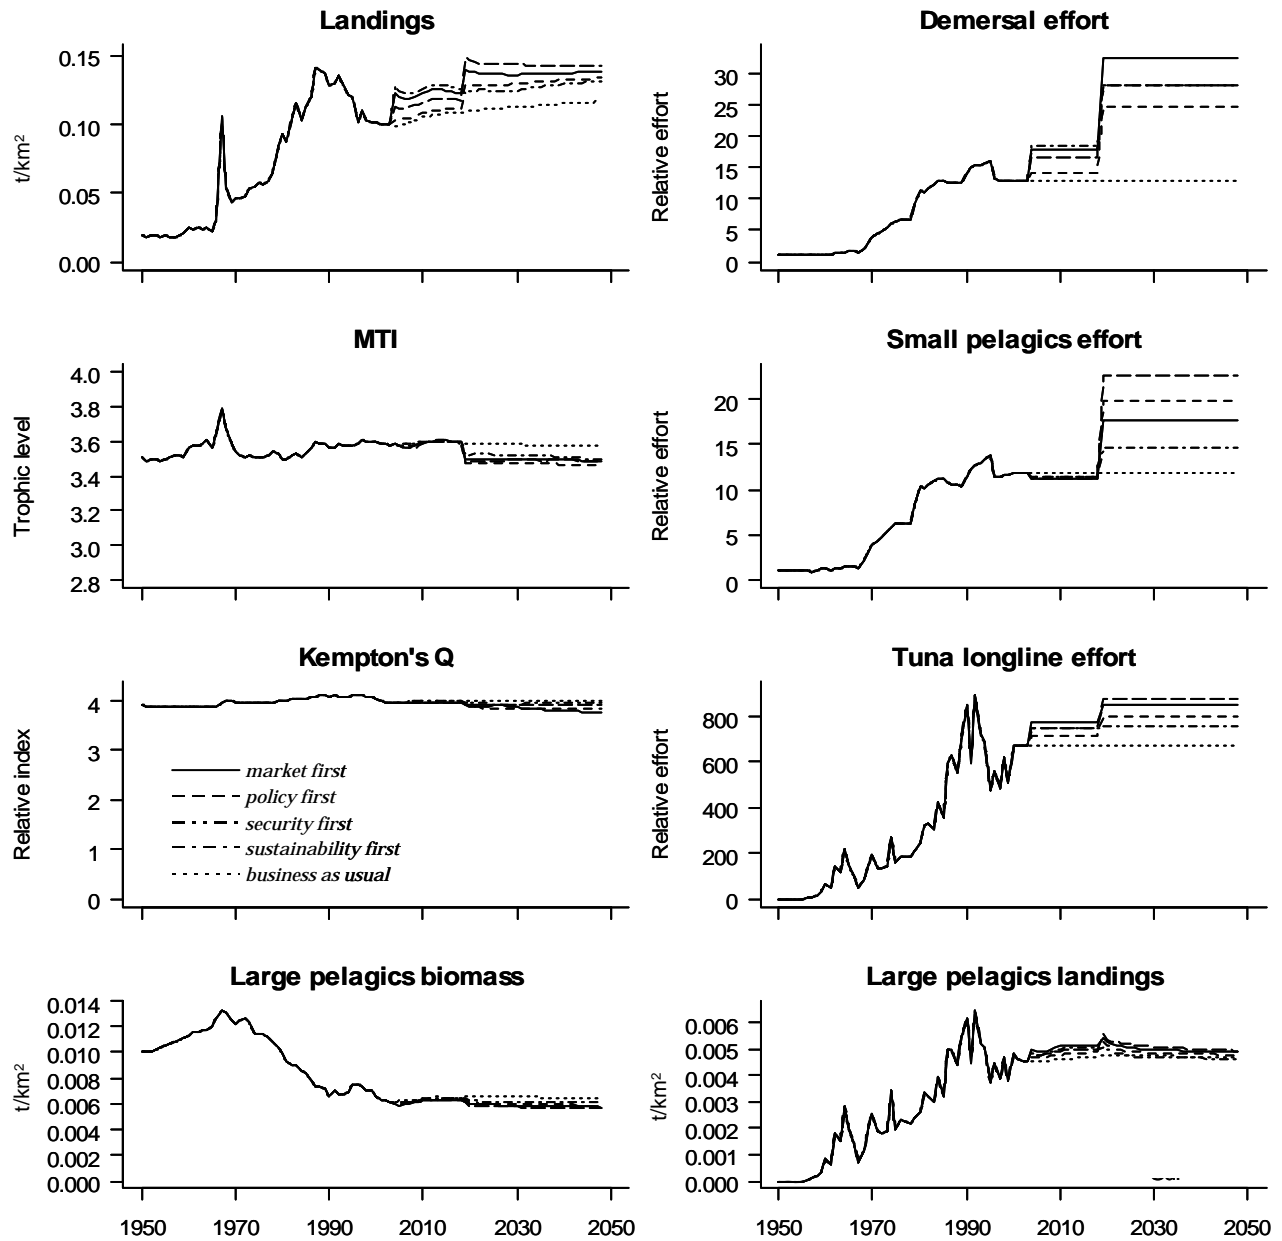 Landings
0.15
0.10
0.05
0.00
t/km²
Demersal effort
30
25
20
15
10
5
0
Relative effort
MTI
4.0
3.8
3.6
3.4
3.2
3.0
2.8
Trophic level
Small pelagics effort
20
15
10
5
0
Relative effort
Kempton's Q
4
3
2
1
0
Relative index
market first
policy first
security first
sustainability first
business as usual
Tuna longline effort
800
600
400
200
0
Relative effort
Large pelagics biomass
0.014
0.012
0.010
0.008
0.006
0.004
0.002
0.000
t/km²
1950 1970 1990 2010 2030 2050
Large pelagics landings
0.006
0.005
0.004
0.003
0.002
0.001
0.000
t/km²
1950 1970 1990 2010 2030 2050